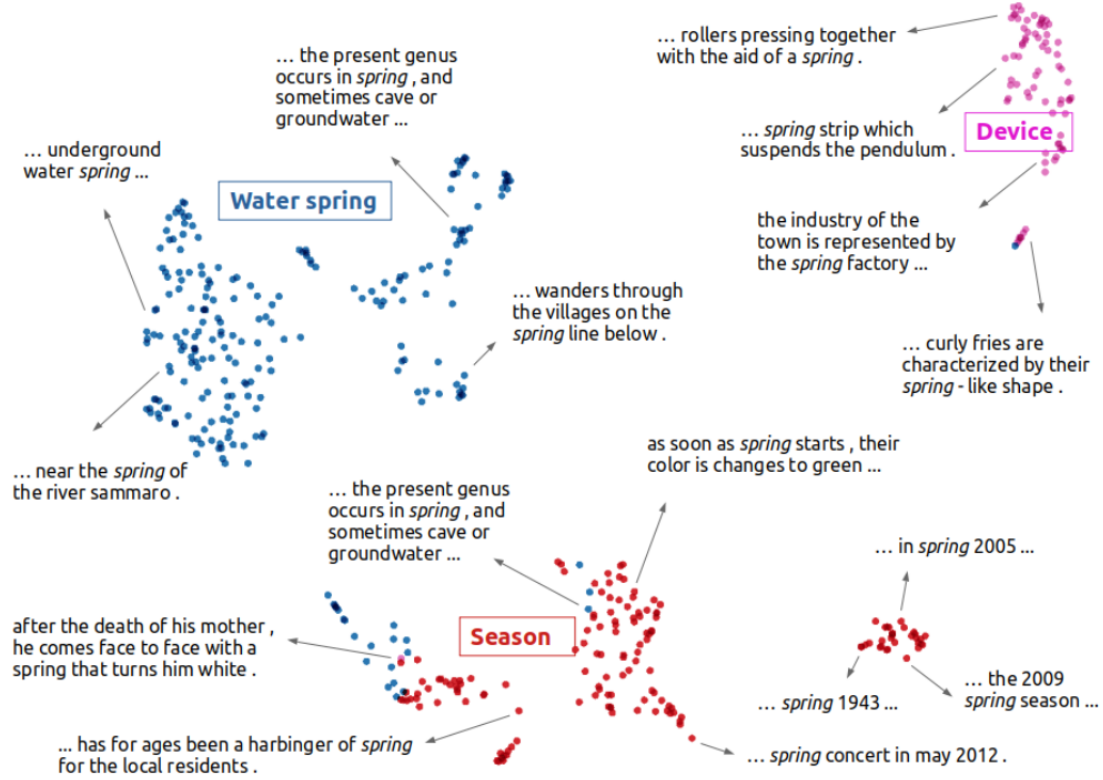 … rollers pressing together
with the aid of a spring .
… the present genus
occurs in spring , and
sometimes cave or
groundwater ...
… spring strip which
suspends the pendulum .
Device
… underground
water spring ...
Water spring
the industry of the
town is represented by
the spring factory ...
… wanders through
the villages on the
spring line below .
… curly fries are
characterized by their
spring - like shape .
… near the spring of
the river sammaro .
as soon as spring starts , their
color is changes to green ...
… the present genus
occurs in spring , and
sometimes cave or
groundwater ...
… in spring 2005 ...
after the death of his mother ,
he comes face to face with a
spring that turns him white .
Season
… spring 1943 ...
… the 2009
spring season ...
... has for ages been a harbinger of spring
for the local residents .
… spring concert in may 2012 .